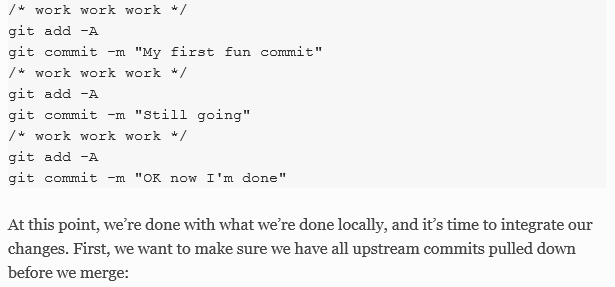 /* work work work */
git add -A
git commit -m "My first fun commit"
/* work work work */
git add -A
git commit -m "Still going"
/* work work work */
git add -A
git commit -m "OK now I'm done"
At this point, we’re done with what we’re done locally, and it’s time to integrate our
changes. First, we want to make sure we have all upstream commits pulled down
before we merge: